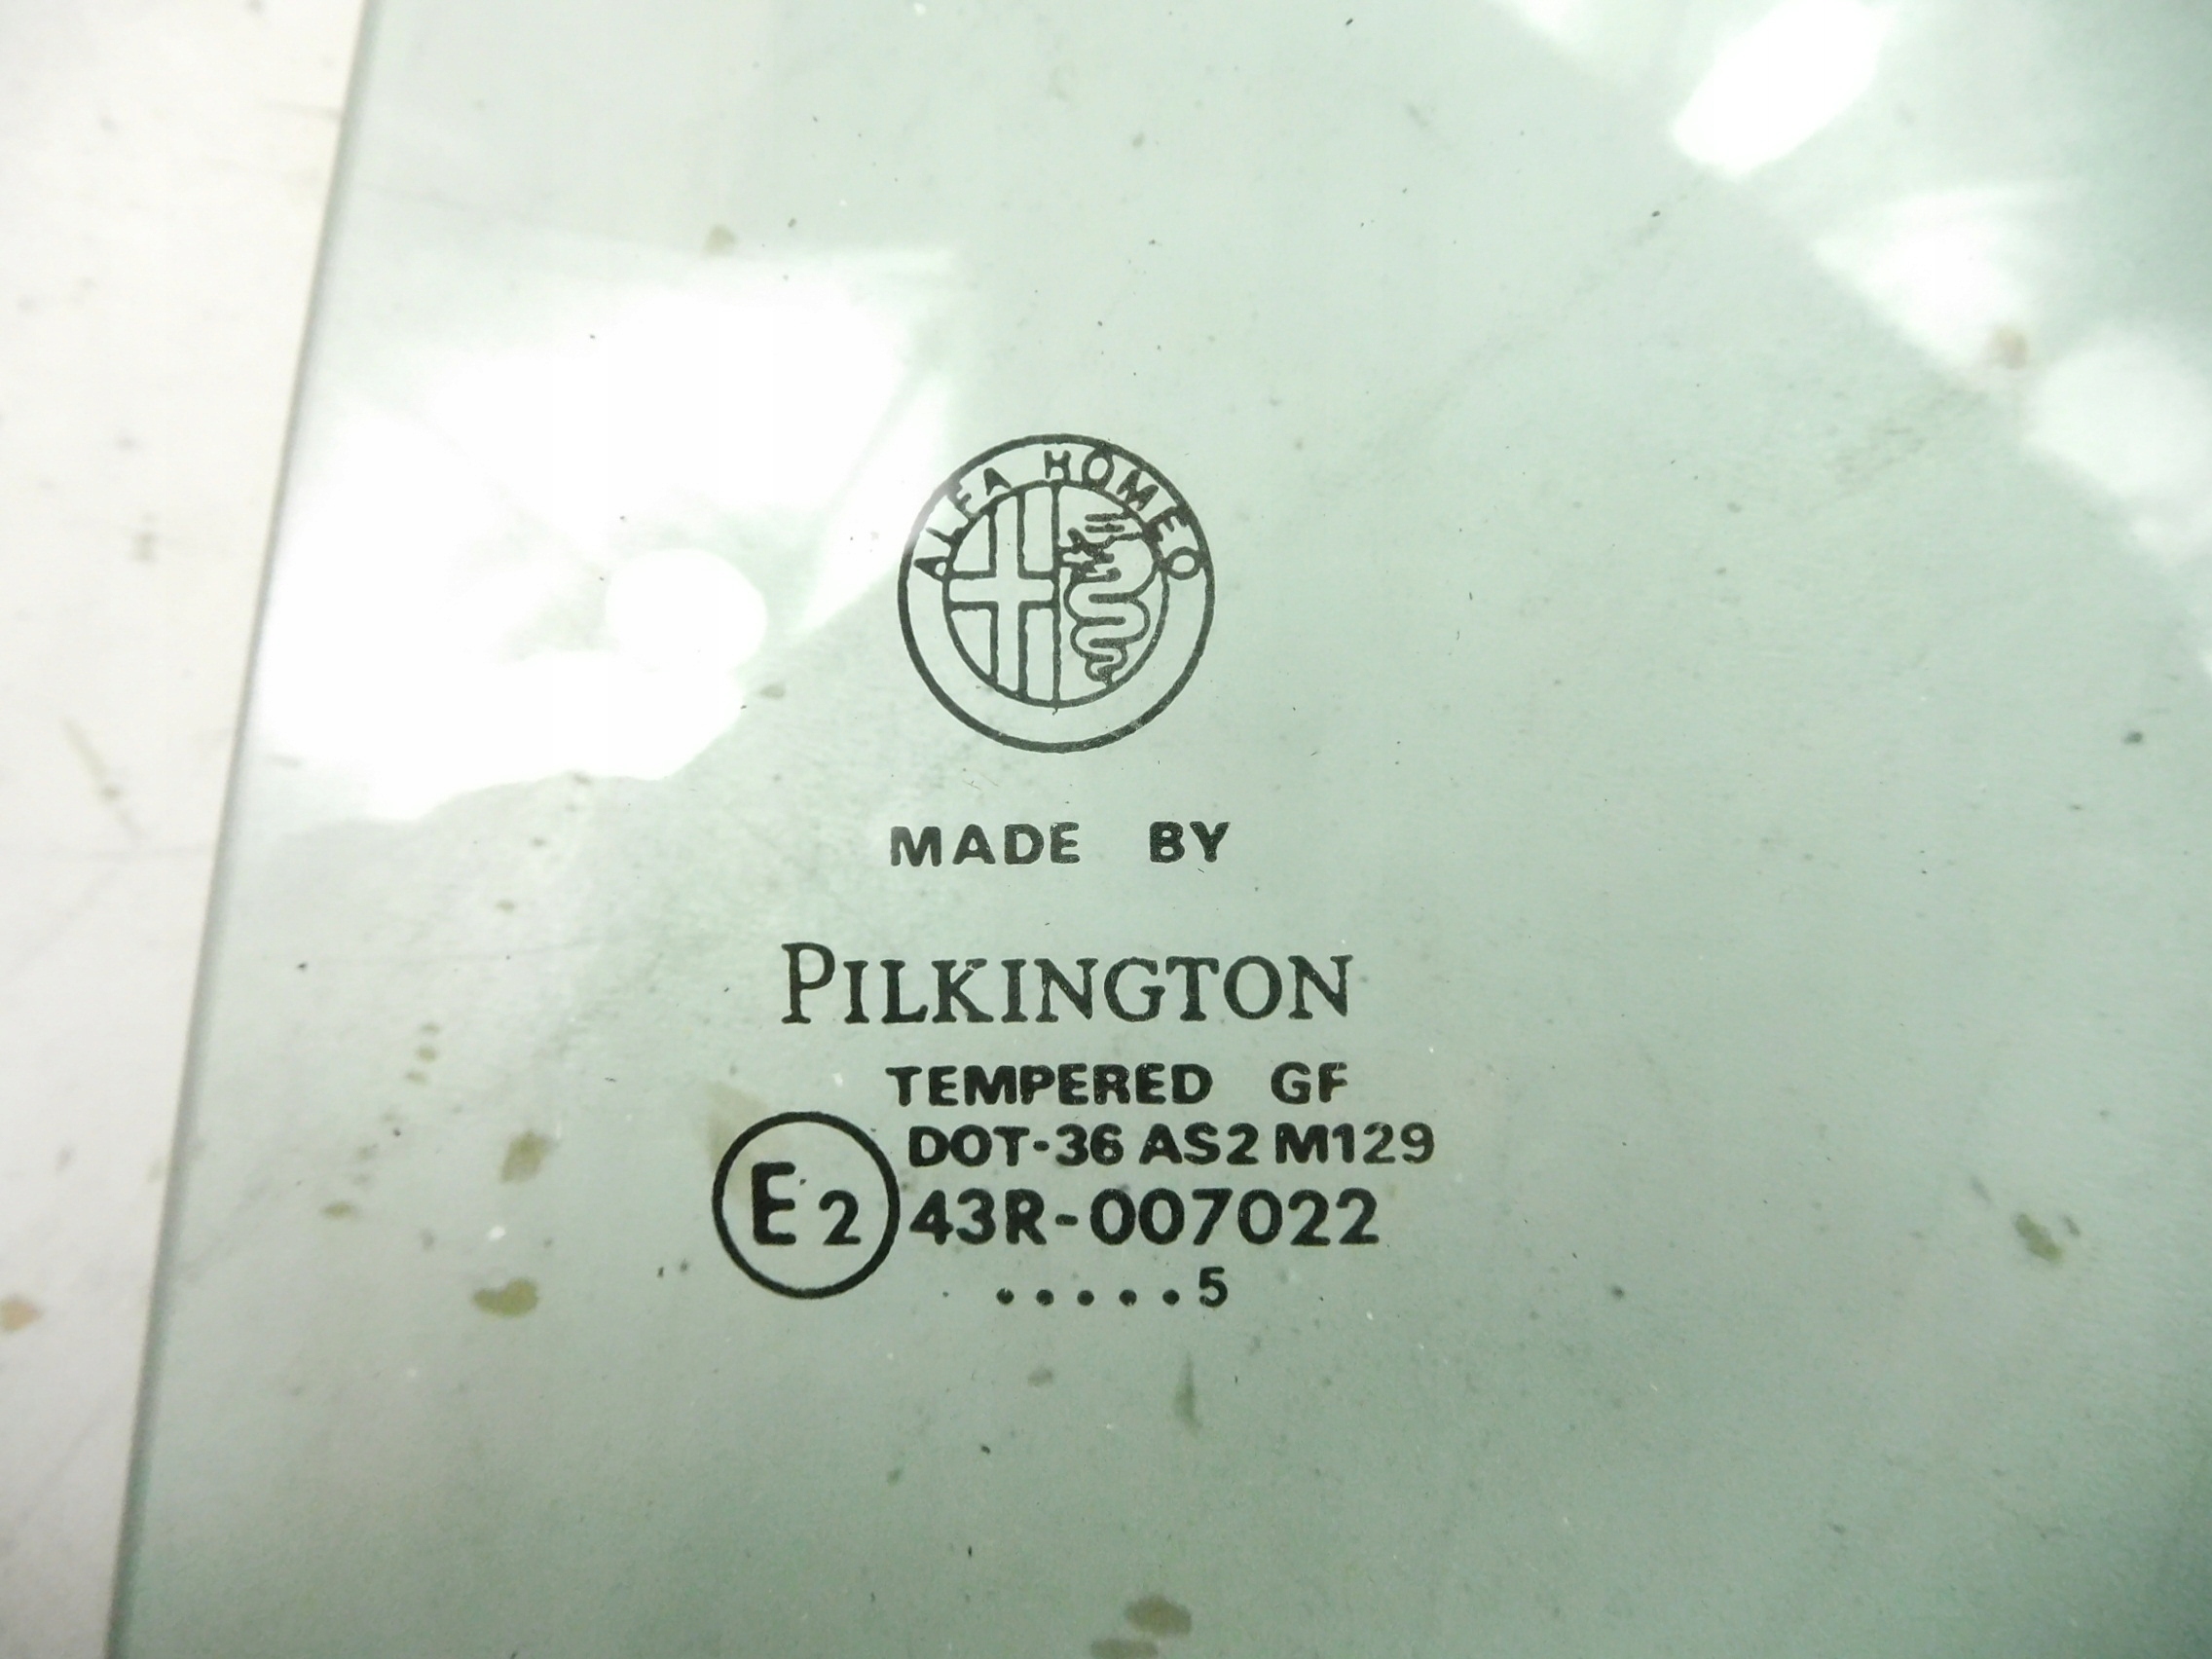 ALFA ROMEO
MADE BY
PILKINGTON
TEMPERED GF
DOT-36 AS2 M129
E2 43R-007022
.....5